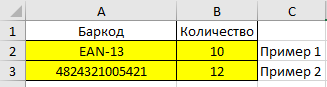 A B C
1 Баркод Количество
2 EAN-13 10 Пример 1
3 4824321005421 12 Пример 2